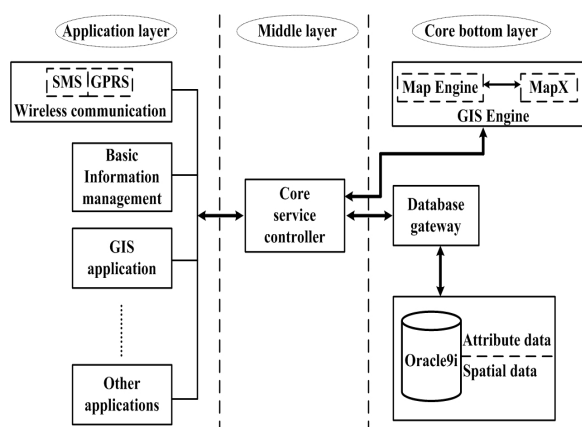 Application layer
Middle layer
Core bottom layer
SMS GPRS
Wireless communication
Basic
Information
management
GIS
application
Other
applications
Core
service
controller
Map Engine
MapX
GIS Engine
Database
gateway
Oracle9i
Attribute data
Spatial data